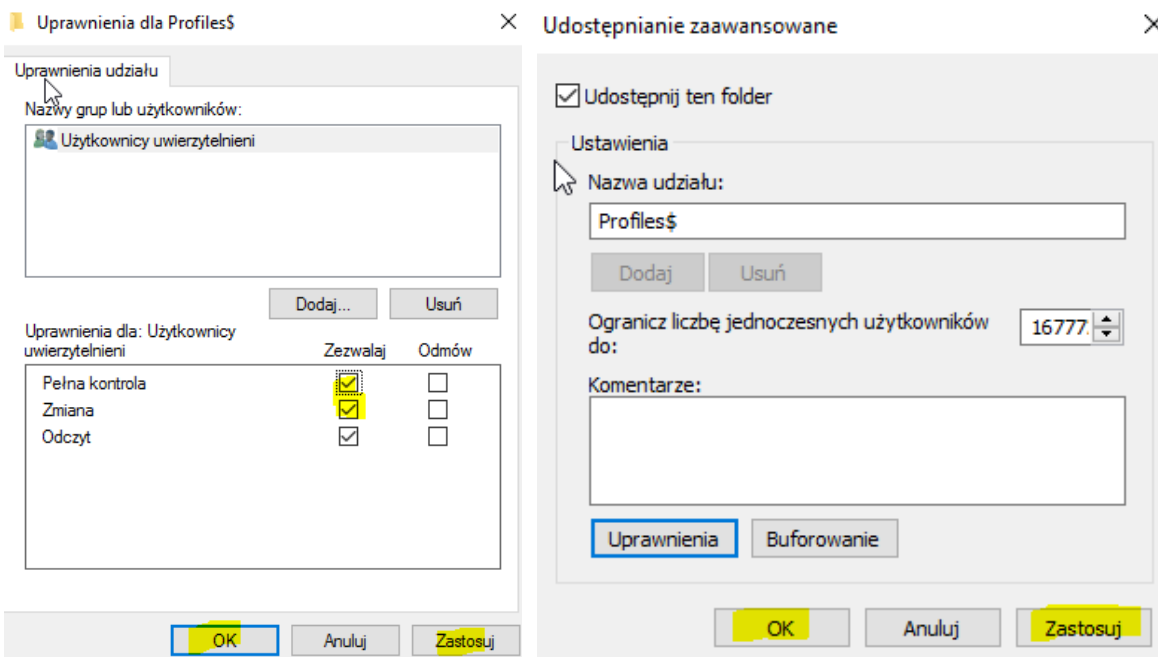 Uprawnienia dla Profiles$
Uprawnienia udziału
Nazwy grup lub użytkowników:
Użytkownicy uwierzytelnieni
Dodaj... Usuń
Uprawnienia dla: Użytkownicy
uwierzytelnieni Zezwalaj Odmów
Pełna kontrola
Zmiana
Odczyt
OK Anuluj Zastosuj
Udostępnianie zaawansowane
Udostępnij ten folder
Ustawienia
Nazwa udziału:
Profiles$
Dodaj Usuń
Ogranicz liczbę jednoczesnych użytkowników
do:
16777
Komentarze:
Uprawnienia Buforowanie
OK Anuluj Zastosuj